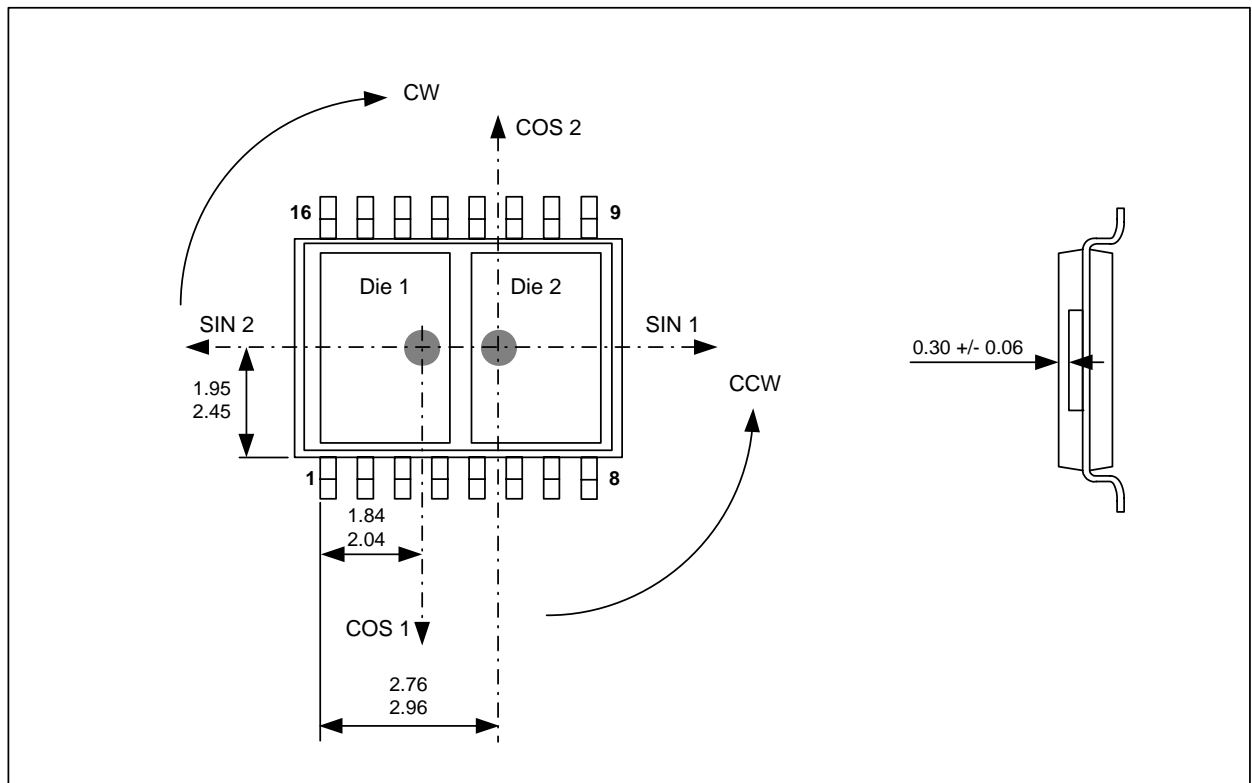 CW
COS 2
16
9
Die 1
Die 2
SIN 2
SIN 1
0.30 +/- 0.06
1.95
2.45
CCW
1
8
1.84
2.04
COS 1
2.76
2.96